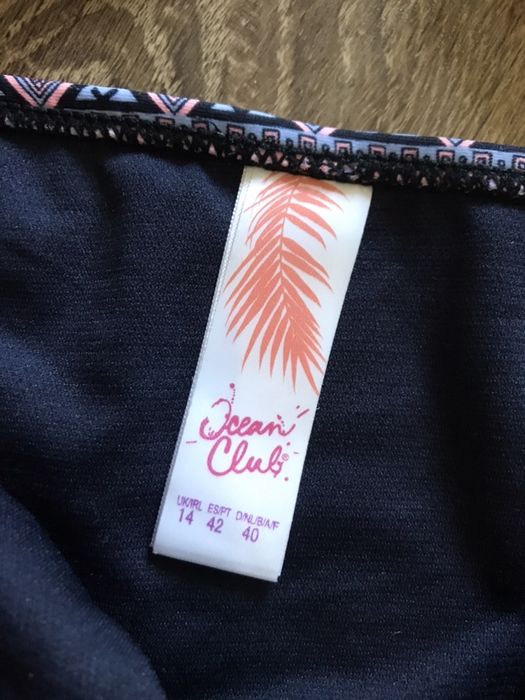 Ocean
Club®
UK/IRL ES/PT D/NL/B/A/F
14 42 40